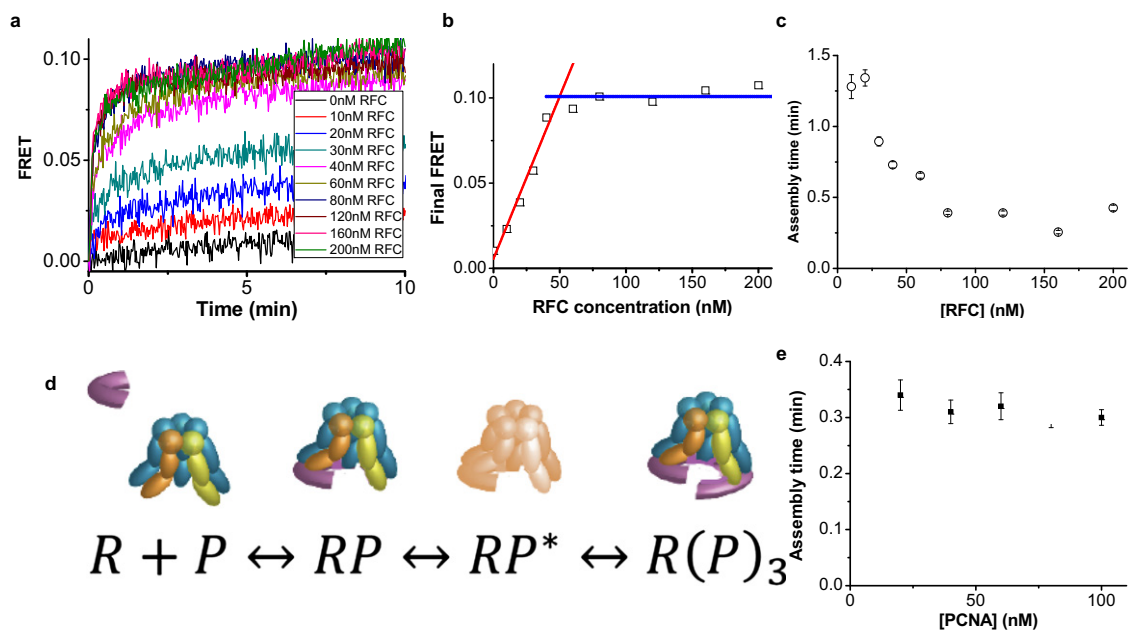 a
FRET
0.10
0.05
0.00
0
5
10
Time (min)
0nM RFC
10nM RFC
20nM RFC
30nM RFC
40nM RFC
60nM RFC
80nM RFC
120nM RFC
160nM RFC
200nM RFC
b
Final FRET
0.10
0.05
0.00
0
50
100
150
200
RFC concentration (nM)
c
Assembly time (min)
1.5
1.0
0.5
0.0
0
50
100
150
200
[RFC] (nM)
d
R + P ↔ RP ↔ RP* ↔ R(P)₃
e
Assembly time (min)
0.4
0.3
0.2
0.1
0.0
0
50
100
[PCNA] (nM)